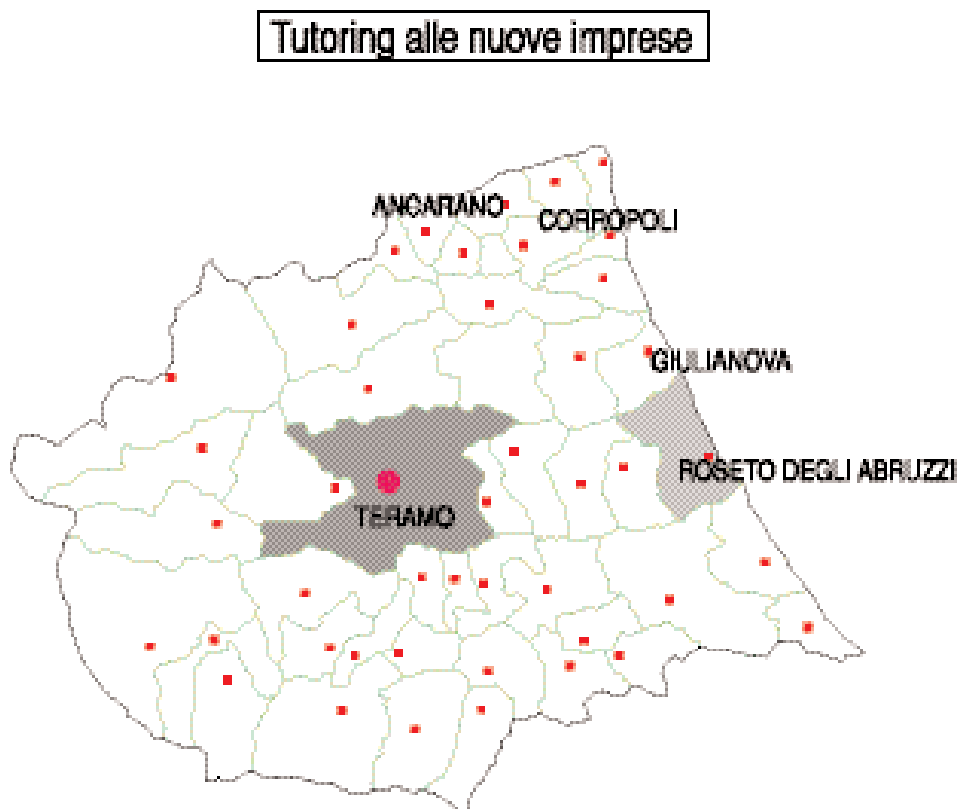 Tutoring alle nuove imprese
ANCARANO
CORROPOLI
GIULIANOVA
ROSETO DEGLI ABRUZZI
TERAMO